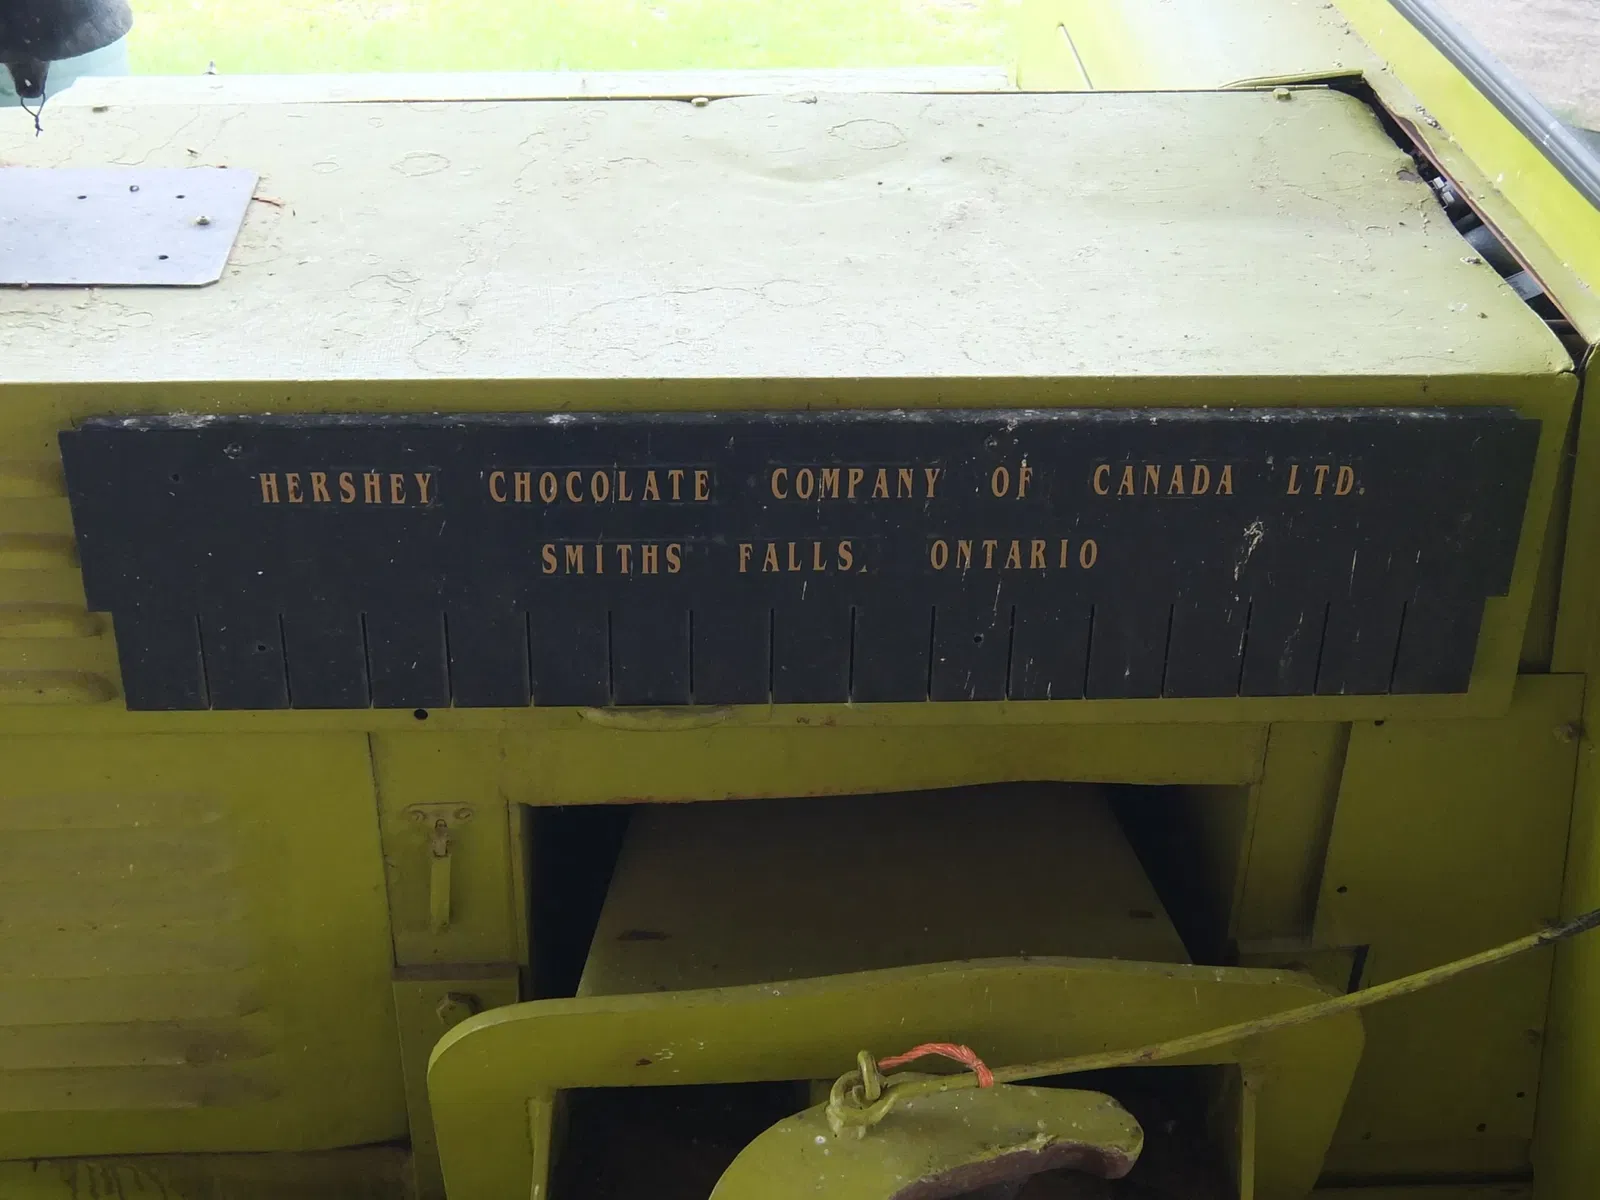 HERSHEY CHOCOLATE COMPANY OF CANADA LTD.
SMITHS FALLS, ONTARIO